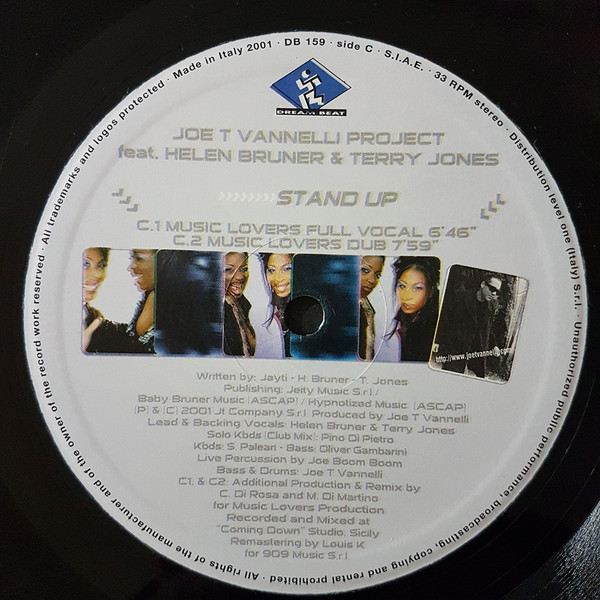 Made in Italy 2001 · DB 159 · side C · S.I.A.E. · 33 RPM stereo · Distribution level one (Italy) S.r.l. · Unauthorized public performance, broadcasting, copying and rental prohibited · All rights of the manufacturer and of the owner of the record work reserved · All trademarks and logos protected ·
DREAM BEAT
JOE T VANNELLI PROJECT
feat. HELEN BRUNER & TERRY JONES
»»»»»STAND UP
C.1 MUSIC LOVERS FULL VOCAL 6'46"
C.2 MUSIC LOVERS DUB 7'59"
http://www.joetvannelli.com
Written by: Jayti - H. Bruner - T. Jones
Publishing: Jeity Music S.r.l./
Baby Bruner Music (ASCAP) / Hypnotized Music (ASCAP)
(P) & (C) 2001 Jt Company S.r.l. Produced by Joe T Vannelli
Lead & Backing Vocals: Helen Bruner & Terry Jones
Solo Kbds (Club Mix): Pino Di Pietro
Kbds: S. Paleari - Bass: Oliver Gambarini
Live Percussion by Joe Boom Boom
Bass & Drums: Joe T Vannelli
C1. & C2: Additional Production & Remix by
C. Di Rosa and M. Di Martino
for Music Lovers Production
Recorded and Mixed at
"Coming Down" Studio, Sicily
Remastering by Louis K
for 909 Music S.r.l